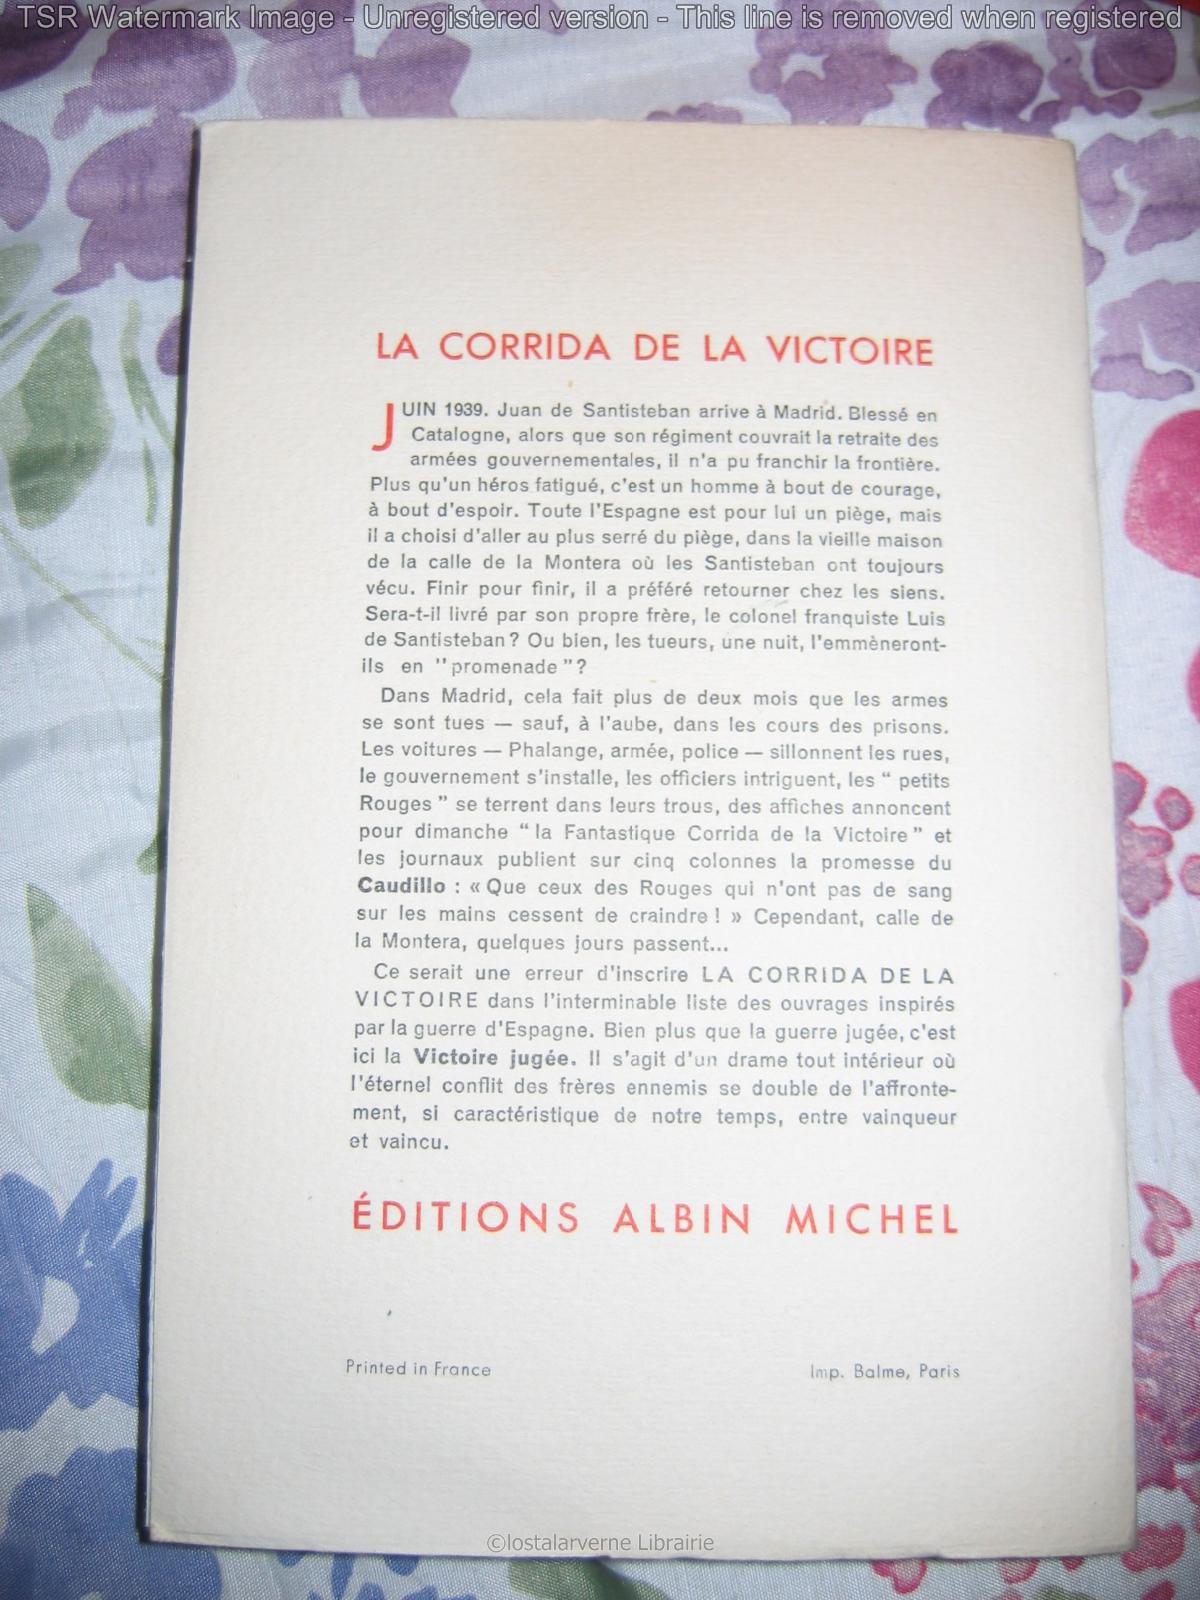 TSR Watermark Image - Unregistered version - This line is removed when registered
LA CORRIDA DE LA VICTOIRE
JUIN 1939. Juan de Santisteban arrive à Madrid. Blessé en
Catalogne, alors que son régiment couvrait la retraite des
armées gouvernementales, il n'a pu franchir la frontière.
Plus qu'un héros fatigué, c'est un homme à bout de courage,
à bout d'espoir. Toute l'Espagne est pour lui un piège, mais
il a choisi d'aller au plus serré du piège, dans la vieille maison
de la calle de la Montera où les Santisteban ont toujours
vécu. Finir pour finir, il a préféré retourner chez les siens.
Sera-t-il livré par son propre frère, le colonel franquiste Luis
de Santisteban ? Ou bien, les tueurs, une nuit, l'emmèneront-
ils en "promenade" ?
Dans Madrid, cela fait plus de deux mois que les armes
se sont tues — sauf, à l'aube, dans les cours des prisons.
Les voitures — Phalange, armée, police — sillonnent les rues,
le gouvernement s'installe, les officiers intriguent, les " petits
Rouges " se terrent dans leurs trous, des affiches annoncent
pour dimanche " la Fantastique Corrida de la Victoire " et
les journaux publient sur cinq colonnes la promesse du
Caudillo : « Que ceux des Rouges qui n'ont pas de sang
sur les mains cessent de craindre ! » Cependant, calle de
la Montera, quelques jours passent...
Ce serait une erreur d'inscrire LA CORRIDA DE LA
VICTOIRE dans l'interminable liste des ouvrages inspirés
par la guerre d'Espagne. Bien plus que la guerre jugée, c'est
ici la Victoire jugée. Il s'agit d'un drame tout intérieur où
l'éternel conflit des frères ennemis se double de l'affronte-
ment, si caractéristique de notre temps, entre vainqueur
et vaincu.
ÉDITIONS ALBIN MICHEL
Printed in France
Imp. Balme, Paris
©lostalarverne Librairie